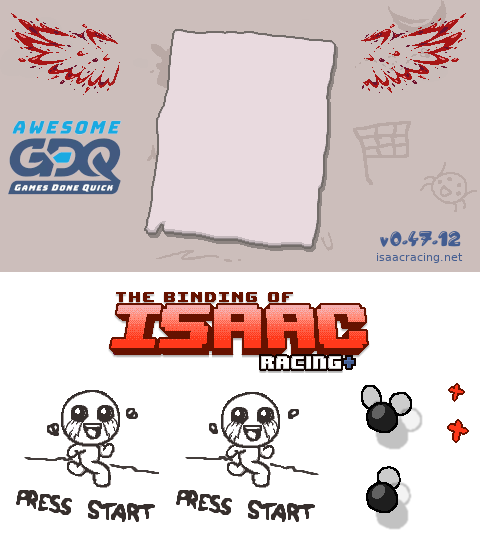 AWESOME
GDQ
GAMES DONE QUICK
v0.47.12
isaacracing.net
THE BINDING OF
ISAAC
RACING+
PRESS START
PRESS START